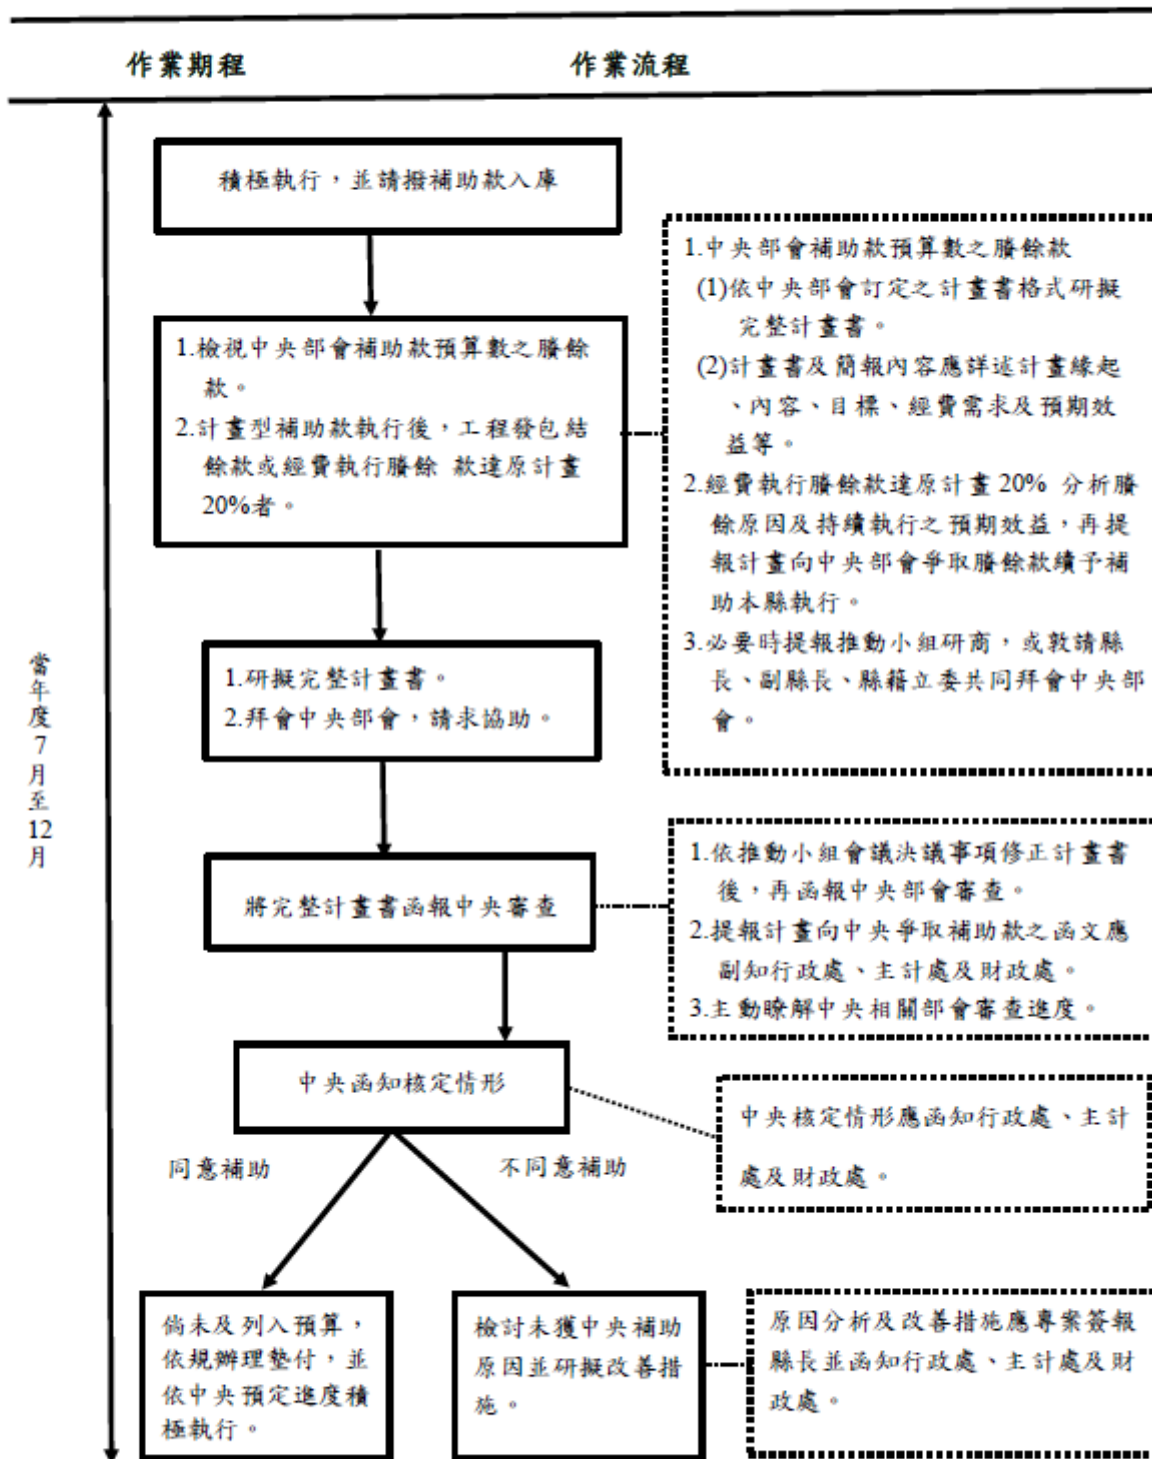 作業期程
作業流程
積極執行，並請撥補助款入庫
1.檢視中央部會補助款預算數之賸餘
款。
2.計畫型補助款執行後，工程發包結
餘款或經費執行賸餘 款達原計畫
20%者。
1.中央部會補助款預算數之賸餘款
(1)依中央部會訂定之計畫書格式研擬
完整計畫書。
(2)計畫書及簡報內容應詳述計畫緣起
、內容、目標、經費需求及預期效
益等。
2.經費執行賸餘款達原計畫 20% 分析賸
餘原因及持續執行之預期效益，再提
報計畫向中央部會爭取賸餘款續予補
助本縣執行。
3.必要時提報推動小組研商，或敦請縣
長、副縣長、縣籍立委共同拜會中央部
會。
1.研擬完整計畫書。
2.拜會中央部會，請求協助。
當年度7月至12月
將完整計畫書函報中央審查
1.依推動小組會議決議事項修正計畫書
後，再函報中央部會審查。
2.提報計畫向中央爭取補助款之函文應
副知行政處、主計處及財政處。
3.主動瞭解中央相關部會審查進度。
中央函知核定情形
中央核定情形應函知行政處、主計
處及財政處。
同意補助
不同意補助
倘未及列入預算，
依規辦理墊付，並
依中央預定進度積
極執行。
檢討未獲中央補助
原因並研擬改善措
施。
原因分析及改善措施應專案簽報
縣長並函知行政處、主計處及財
政處。